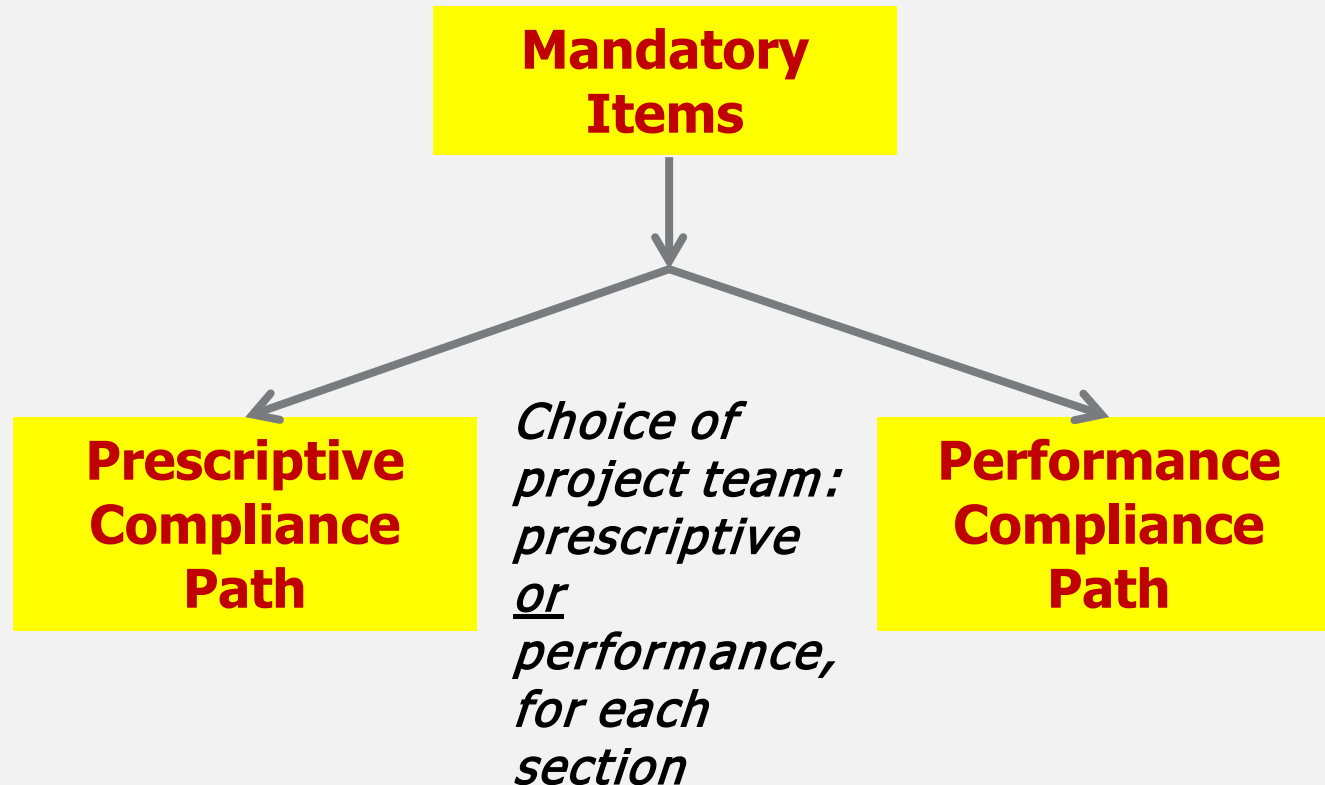 Mandatory
Items
Prescriptive
Compliance
Path
Choice of
project team:
prescriptive
or
performance,
for each
section
Performance
Compliance
Path